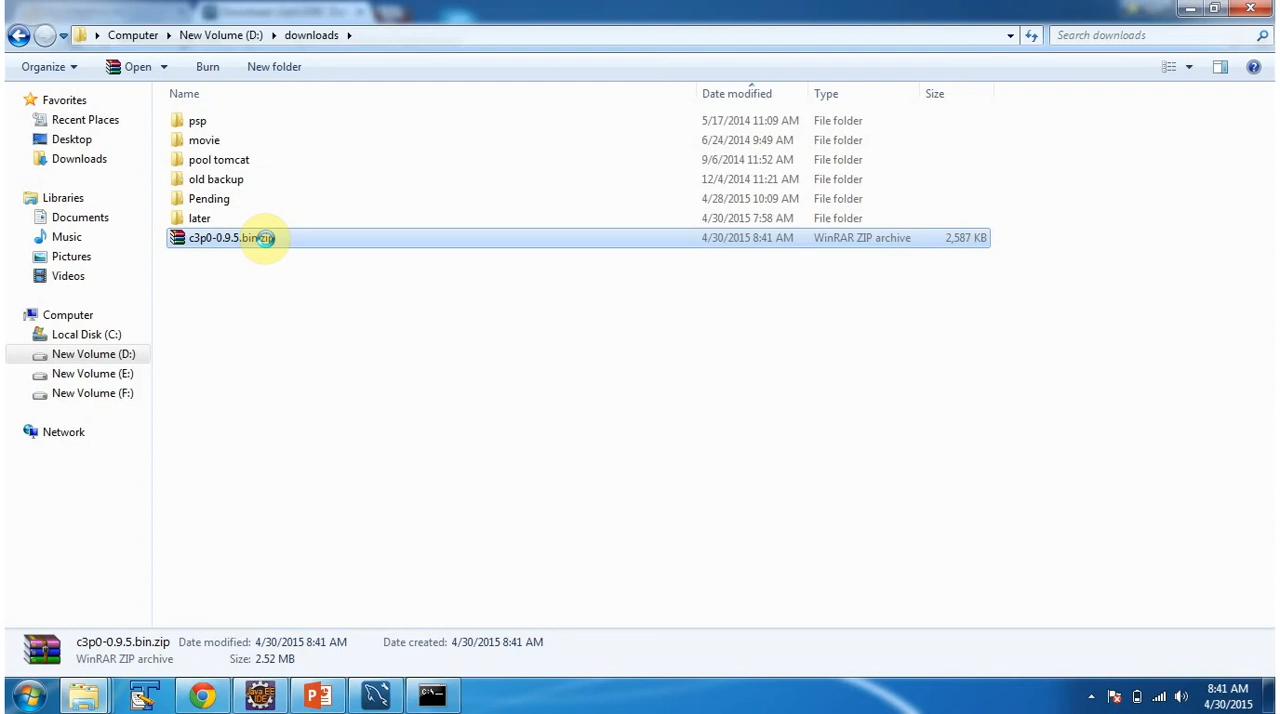 Computer New Volume (D:) downloads
Search downloads
Organize Open Burn New folder
Name Date modified Type Size
Favorites
Recent Places
Desktop
Downloads
Libraries
Documents
Music
Pictures
Videos
Computer
Local Disk (C:)
New Volume (D:)
New Volume (E:)
New Volume (F:)
Network
psp 5/17/2014 11:09 AM File folder
movie 6/24/2014 9:49 AM File folder
pool tomcat 9/6/2014 11:52 AM File folder
old backup 12/4/2014 11:21 AM File folder
Pending 4/28/2015 10:09 AM File folder
later 4/30/2015 7:58 AM File folder
c3p0-0.9.5.bin.zip 4/30/2015 8:41 AM WinRAR ZIP archive 2,587 KB
c3p0-0.9.5.bin.zip Date modified: 4/30/2015 8:41 AM Date created: 4/30/2015 8:41 AM
WinRAR ZIP archive Size: 2.52 MB
Java EE
IDE
8:41 AM
4/30/2015